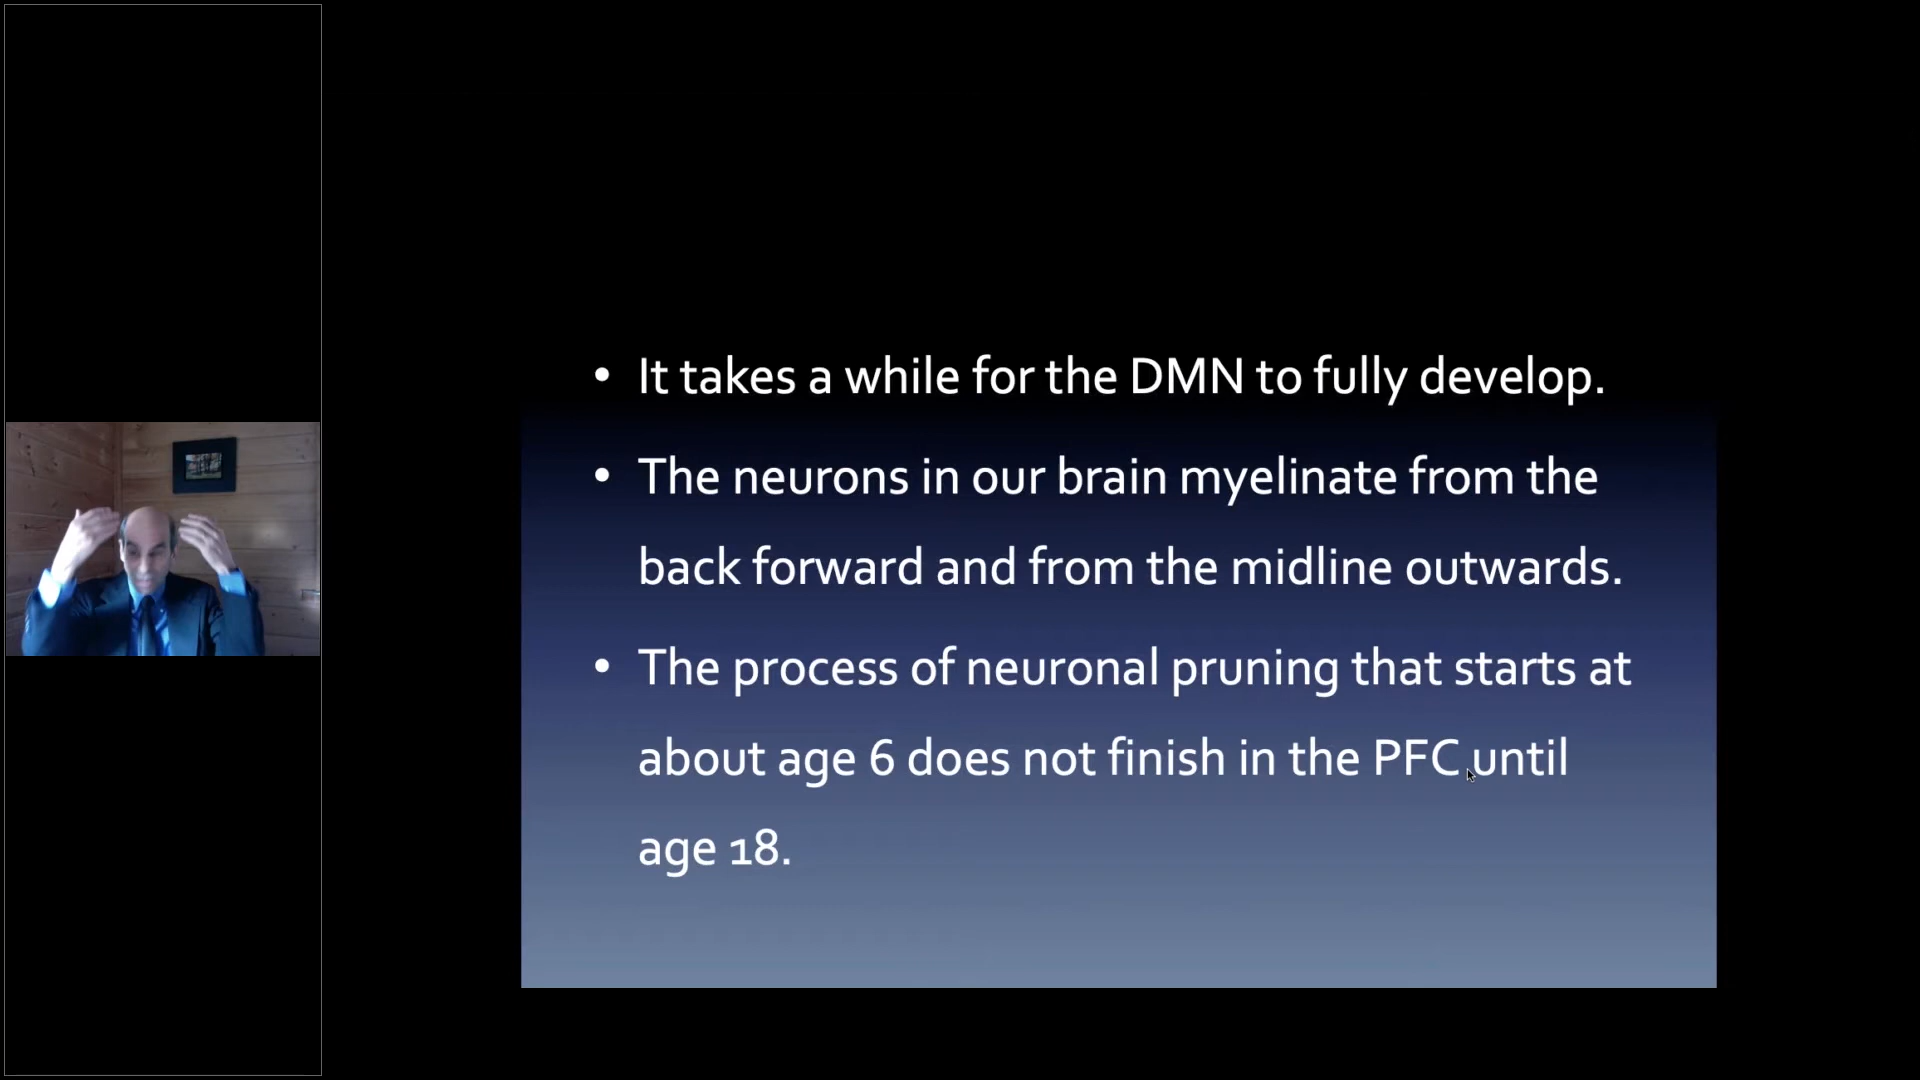 • It takes a while for the DMN to fully develop.
• The neurons in our brain myelinate from the
back forward and from the midline outwards.
• The process of neuronal pruning that starts at
about age 6 does not finish in the PFC until
age 18.